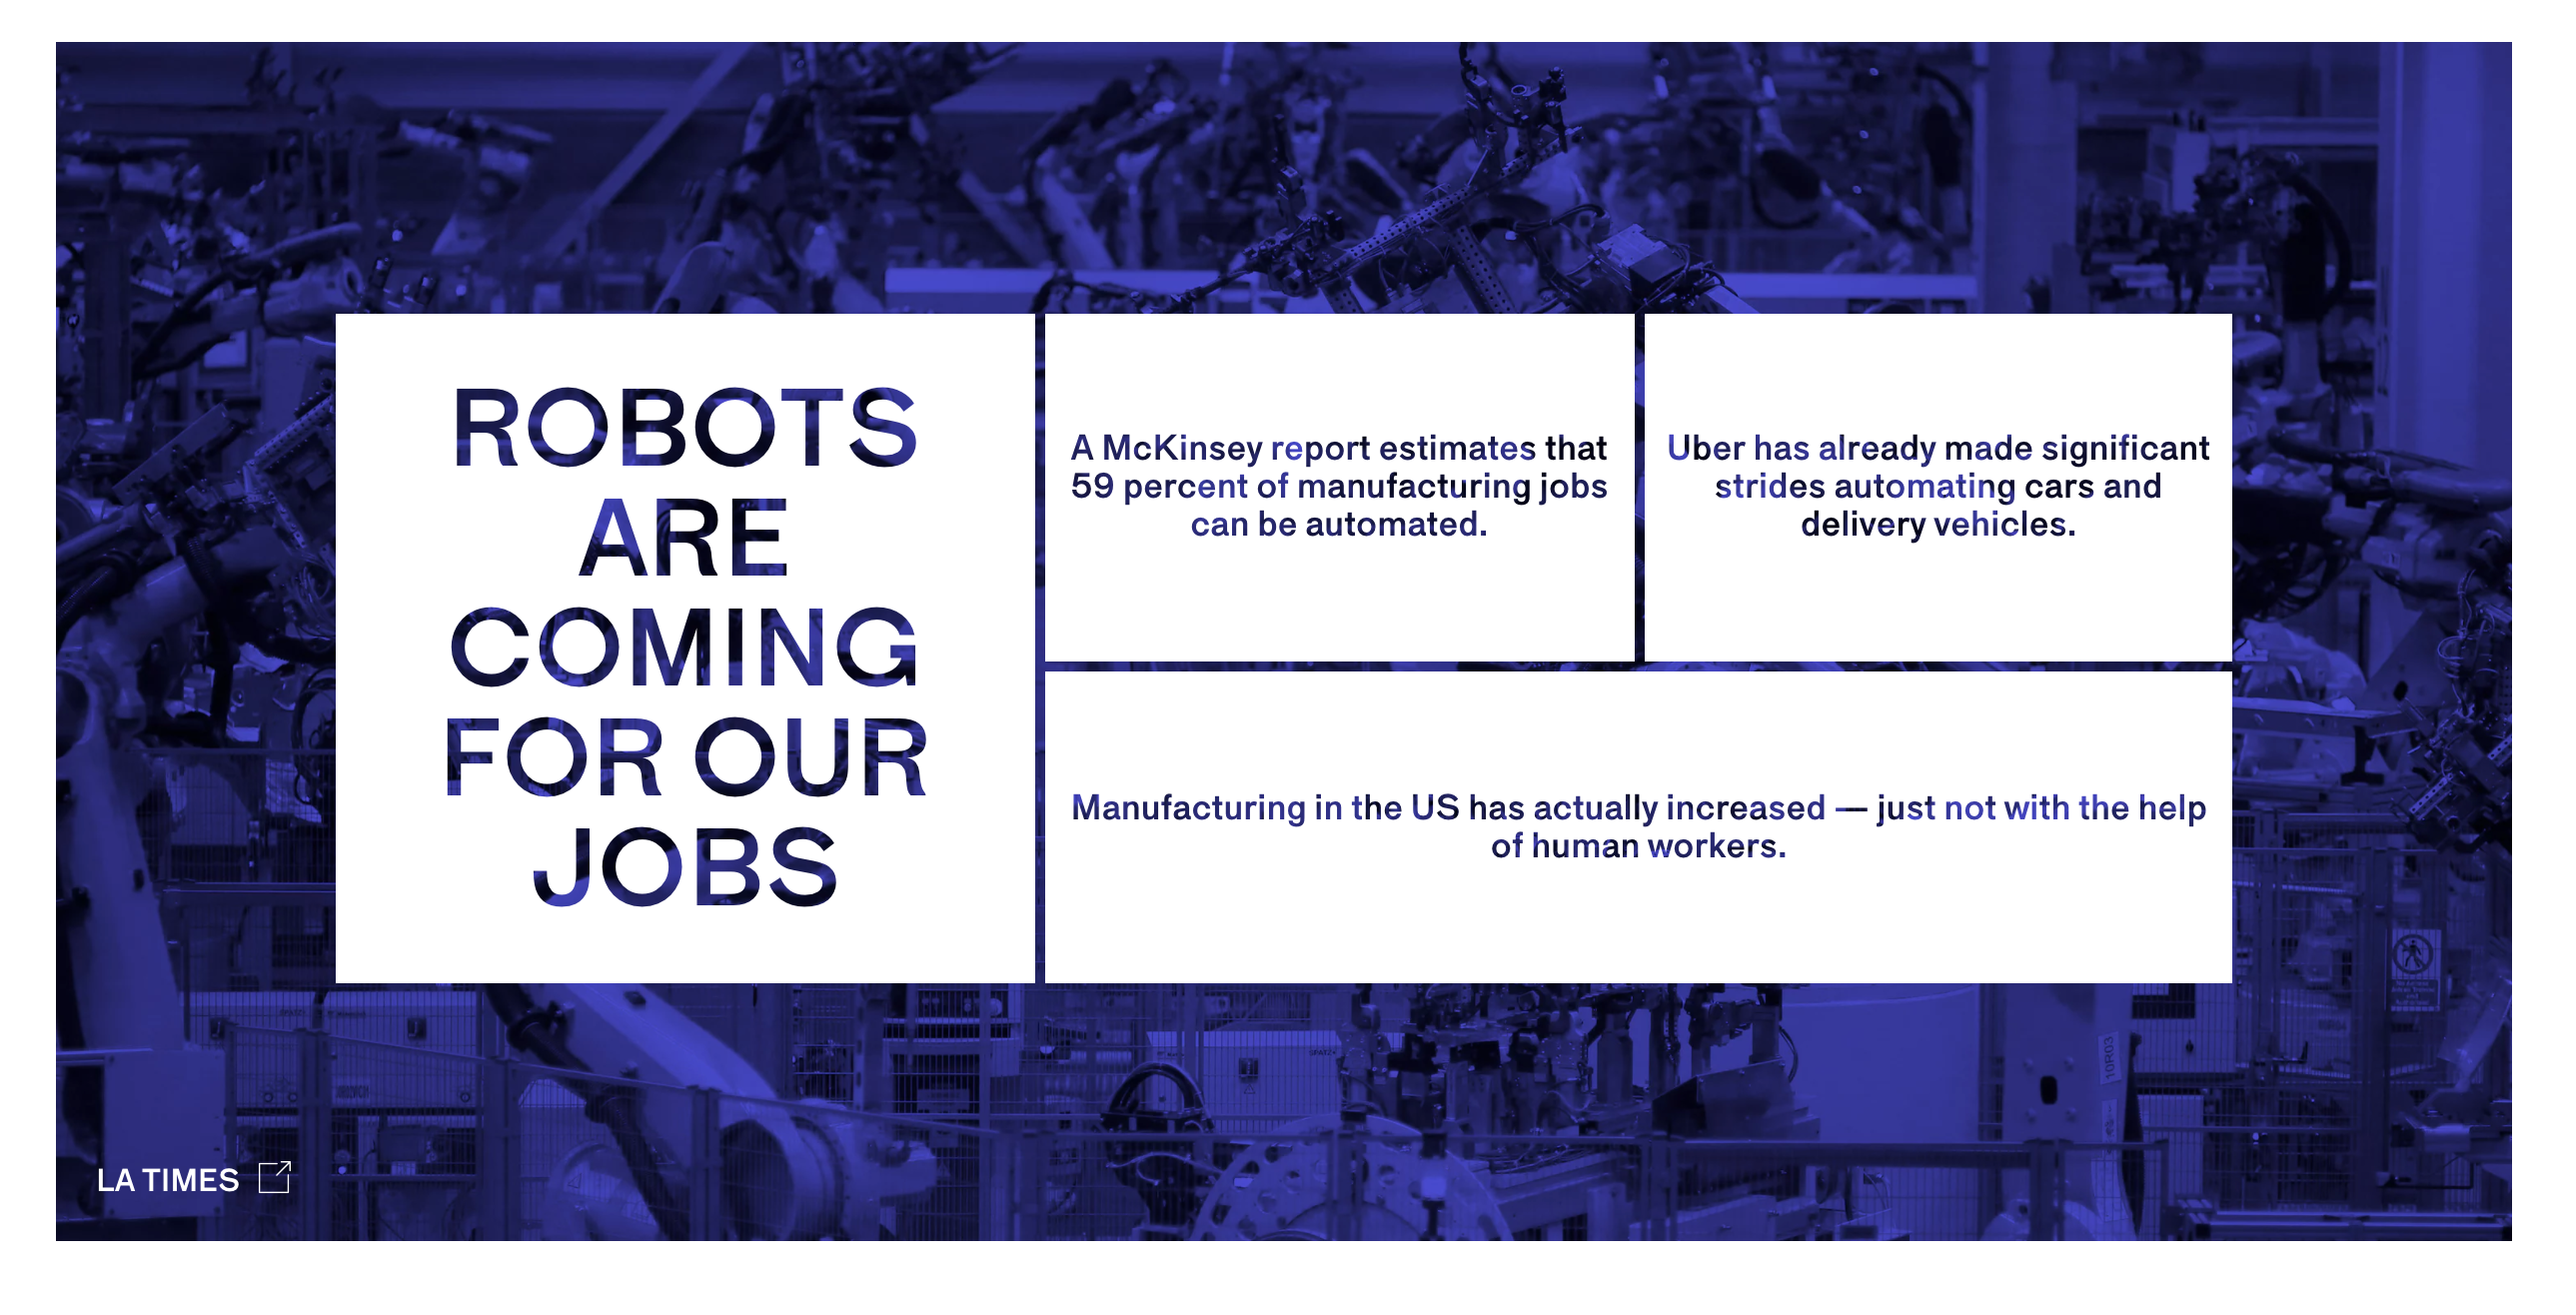 ROBOTS
ARE
COMING
FOR OUR
JOBS
A McKinsey report estimates that
59 percent of manufacturing jobs
can be automated.
Uber has already made significant
strides automating cars and
delivery vehicles.
Manufacturing in the US has actually increased — just not with the help
of human workers.
10R03
LA TIMES